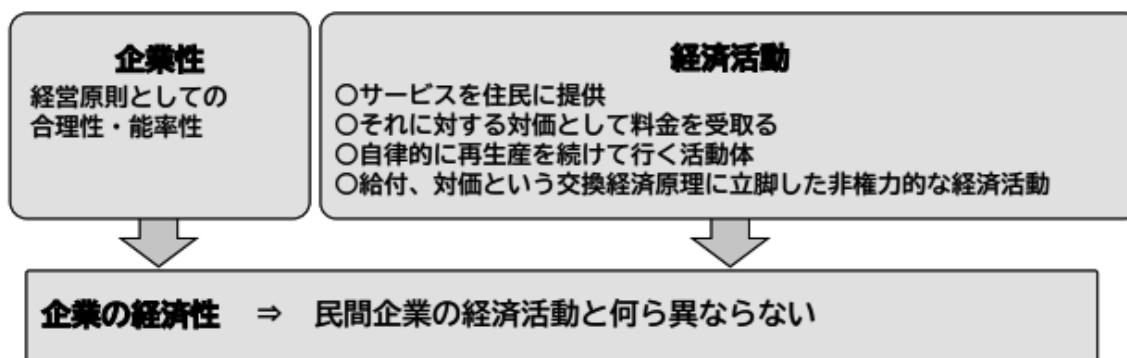 企業性
経営原則としての
合理性・能率性
経済活動
○サービスを住民に提供
○それに対する対価として料金を受取る
○自律的に再生産を続けて行く活動体
○給付、対価という交換経済原理に立脚した非権力的な経済活動
企業の経済性 ⇒ 民間企業の経済活動と何ら異ならない